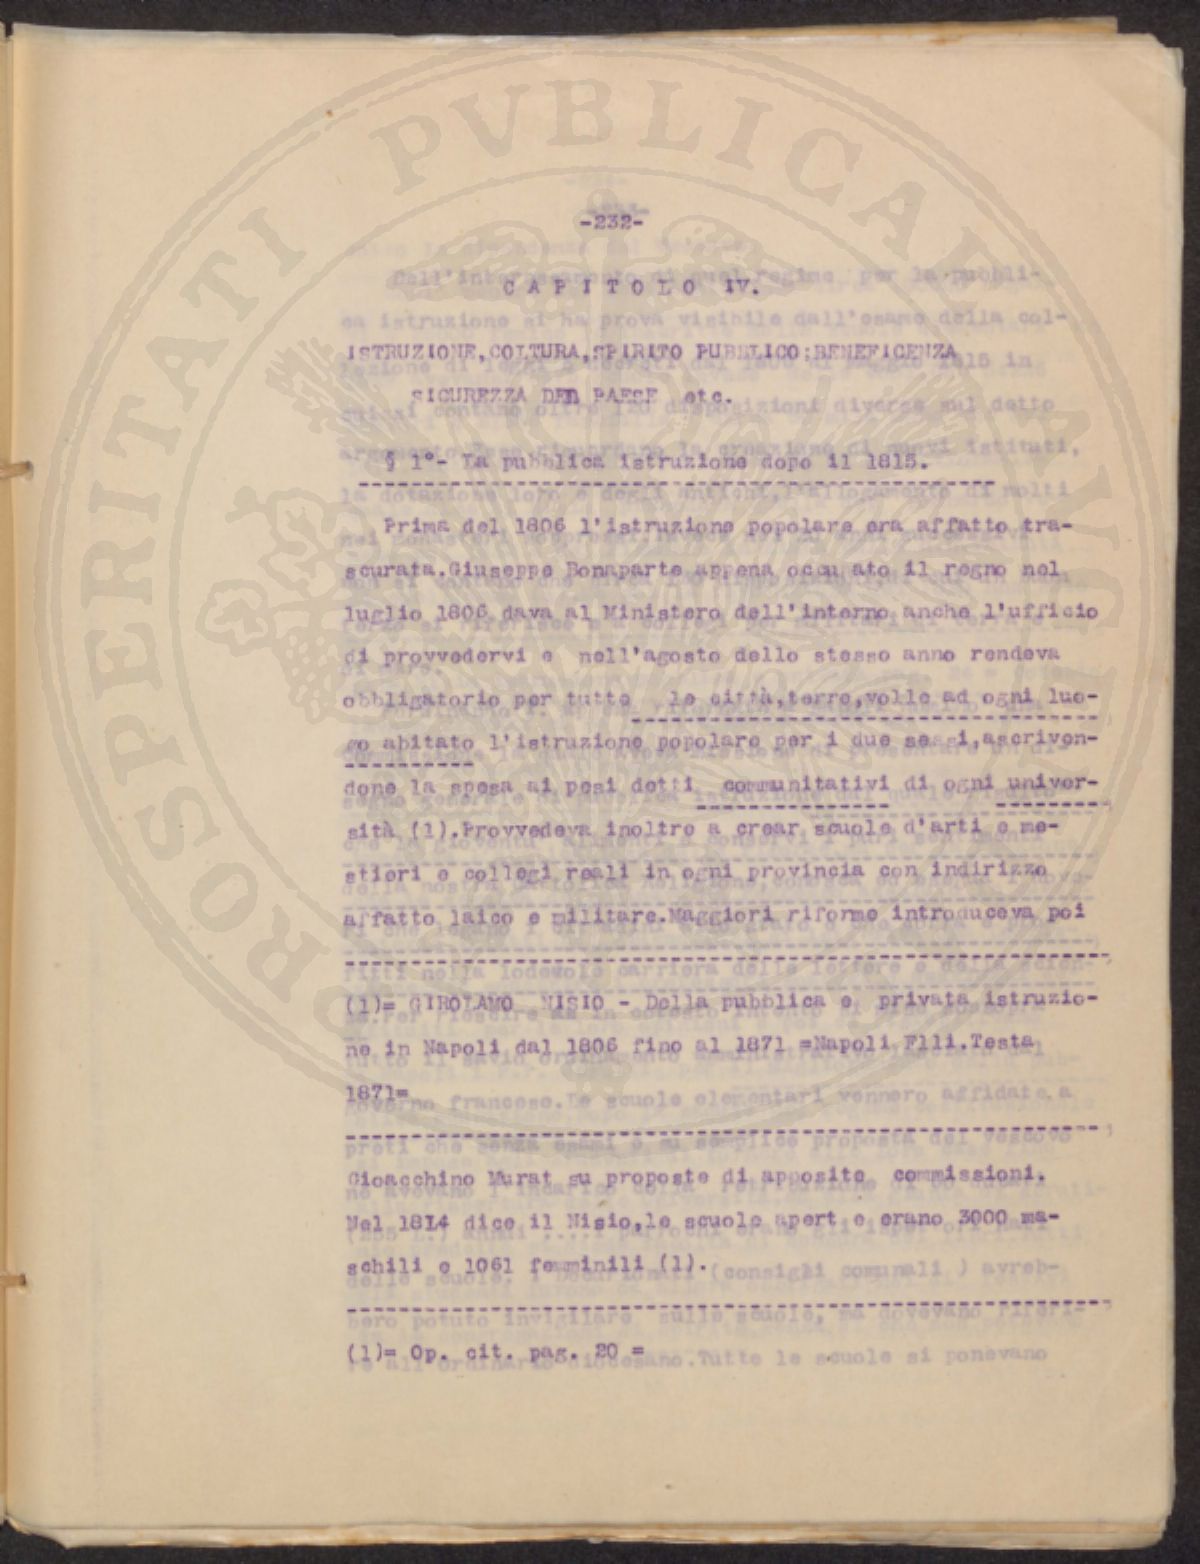 -232-
C A P I T O L O IV.
ISTRUZIONE,COLTURA,SPIRITO PUBBLICO:BENEFICENZA
SICUREZZA DEL PAESE etc.
§ 1°- La pubblica istruzione dopo il 1815.
Prima del 1806 l'istruzione popolare era affatto tra-
scurata.Giuseppe Bonaparte appena occu ato il regno nel
luglio 1806 dava al Ministero dell'interno anche l'ufficio
di provvedervi e nell'agosto dello stesso anno rendeva
obbligatorio per tutte le città,terre,volle ad ogni luo-
go abitato l'istruzione popolare per i due sessi,ascriven-
done la spesa ai pesi detti communitativi di ogni univer-
sità (1).Provvedeva inoltre a crear scuole d'arti e me-
stieri e collegi reali in ogni provincia con indirizzo
affatto laico e militare.Maggiori riforme introduceva poi
(1)= GIROLAMO NISIO - Della pubblica e privata istruzio-
ne in Napoli dal 1806 fino al 1871 =Napoli Flli.Testa
1871=
Gioacchino Murat su proposte di apposite commissioni.
Nel 1814 dice il Nisio,le scuole apert e erano 3000 ma-
schili e 1061 femminili (1).
(1)= Op. cit. pag. 20 =
PROSPERITATI PVBLICAE AVGENDAE